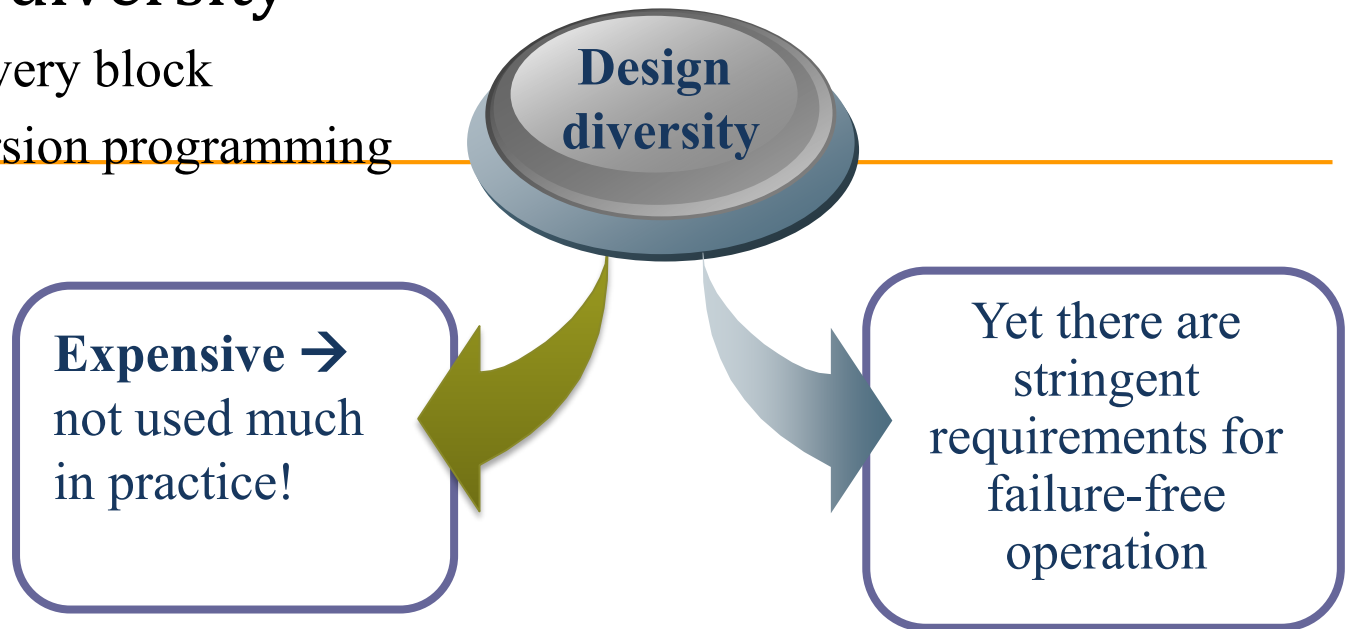 diversity
very block
sion programming
Design
diversity
Expensive →
not used much
in practice!
Yet there are
stringent
requirements for
failure-free
operation